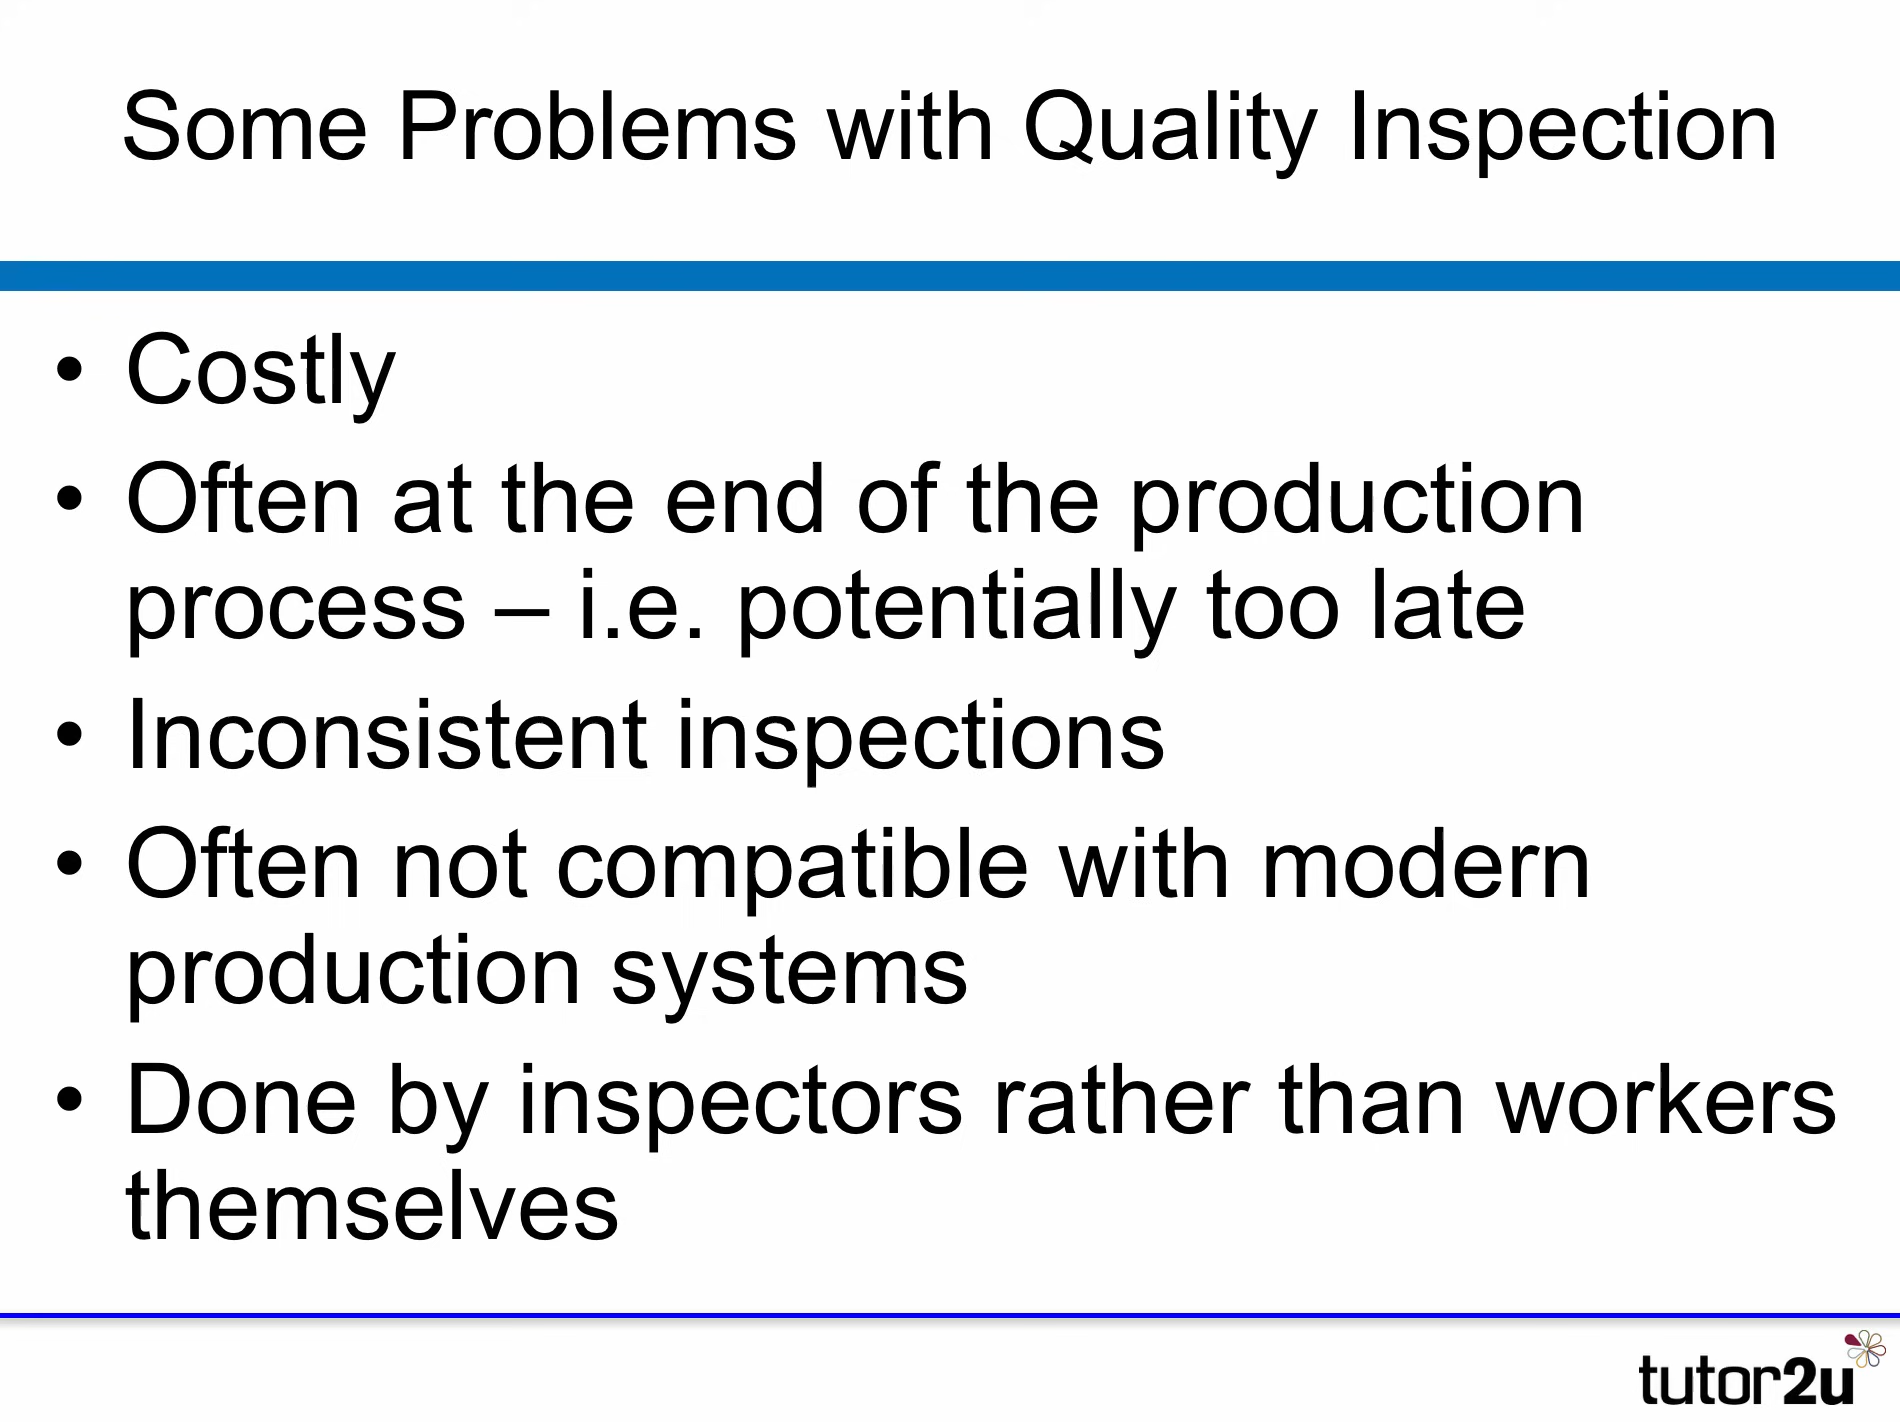 Some Problems with Quality Inspection
• Costly
• Often at the end of the production
process – i.e. potentially too late
• Inconsistent inspections
• Often not compatible with modern
production systems
• Done by inspectors rather than workers
themselves
tutor2u